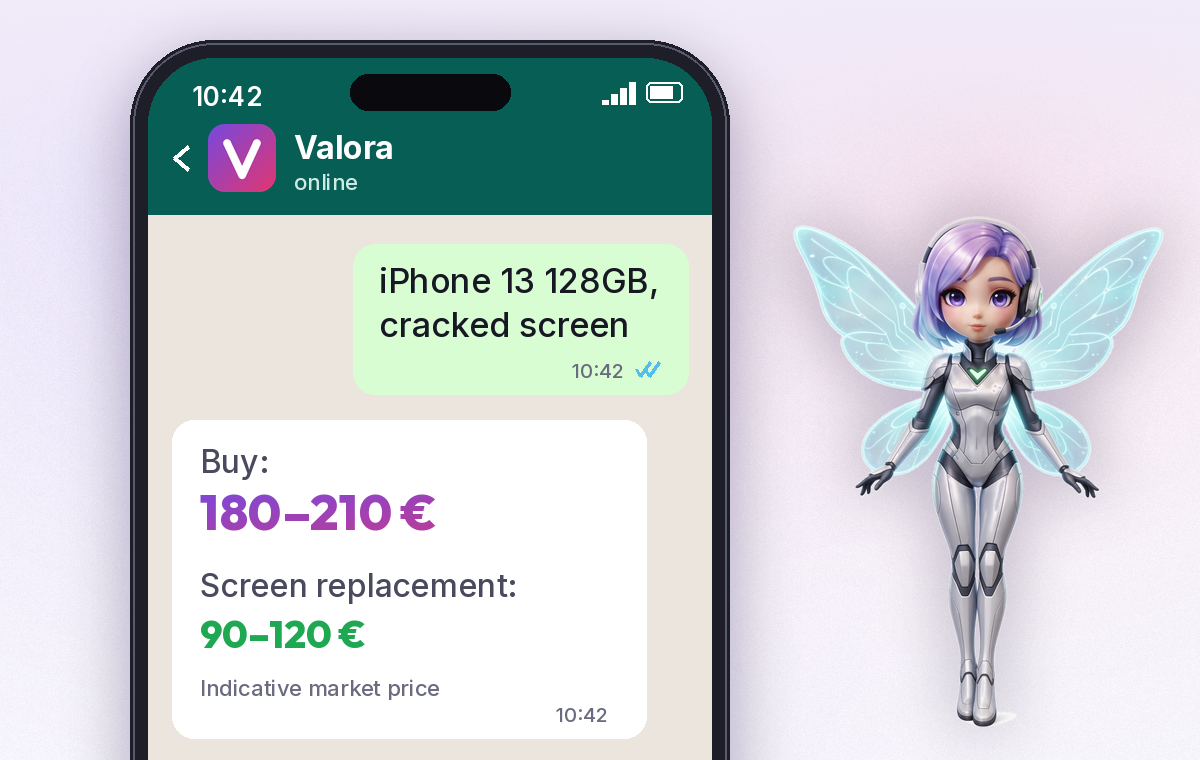 10:42
V
Valora
online
iPhone 13 128GB,
cracked screen
10:42
Buy:
180–210 €
Screen replacement:
90–120 €
Indicative market price
10:42